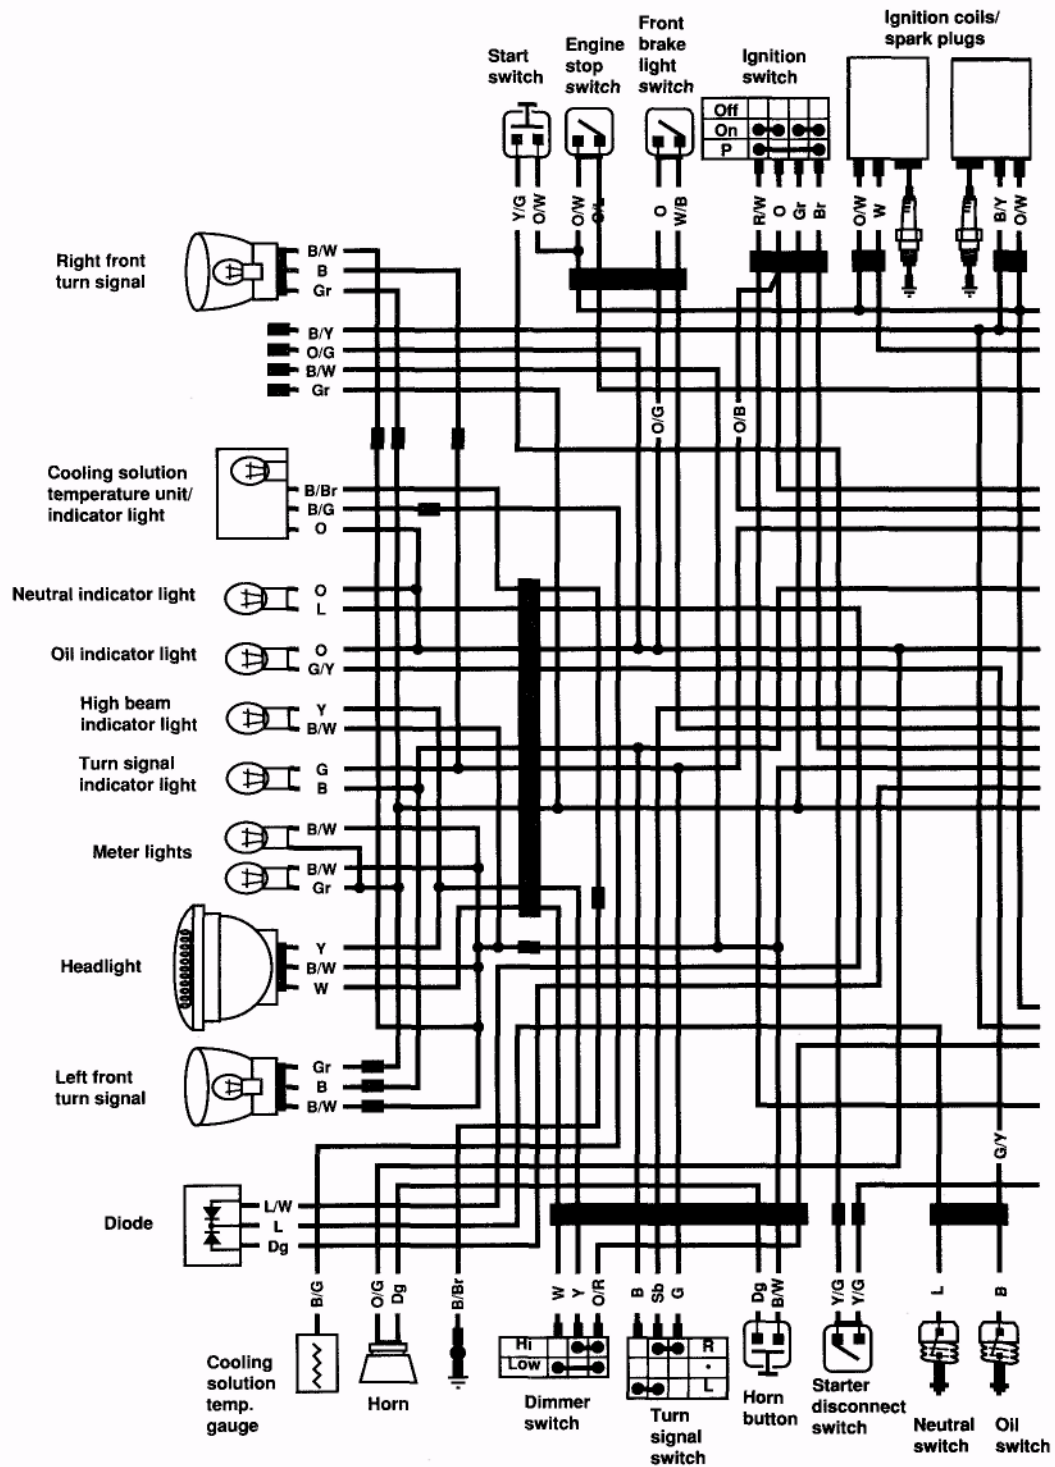 Ignition coils/
spark plugs
Front
brake
light
switch
Engine
stop
switch
Start
switch
Ignition
switch
Off
On
P
Y/G
O/W
O/W
O/L
O
W/B
R/W
O
Gr
Br
O/W
W
B/Y
O/W
Right front
turn signal
B/W
B
Gr
B/Y
O/G
B/W
Gr
O/G
O/B
Cooling solution
temperature unit/
indicator light
B/Br
B/G
O
Neutral indicator light
O
L
Oil indicator light
O
G/Y
High beam
indicator light
Y
B/W
Turn signal
indicator light
G
B
Meter lights
B/W
B/W
Gr
Headlight
Y
B/W
W
Left front
turn signal
Gr
B
B/W
G/Y
Diode
L/W
L
Dg
B/G
O/G
Dg
B/Br
W
Y
O/R
B
Sb
G
Dg
B/W
Y/G
Y/G
L
B
Hi
Low
R
L
Cooling
solution
temp.
gauge
Horn
Dimmer
switch
Turn
signal
switch
Horn
button
Starter
disconnect
switch
Neutral
switch
Oil
switch